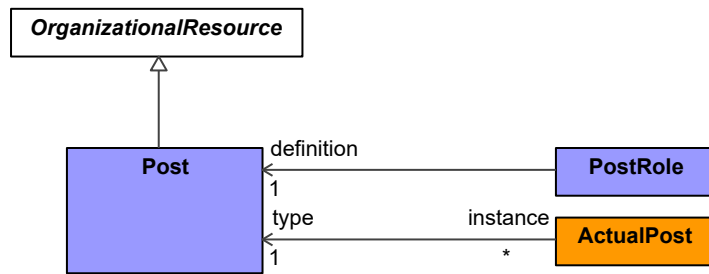 OrganizationalResource
Post
definition
1
PostRole
type
1
instance
*
ActualPost